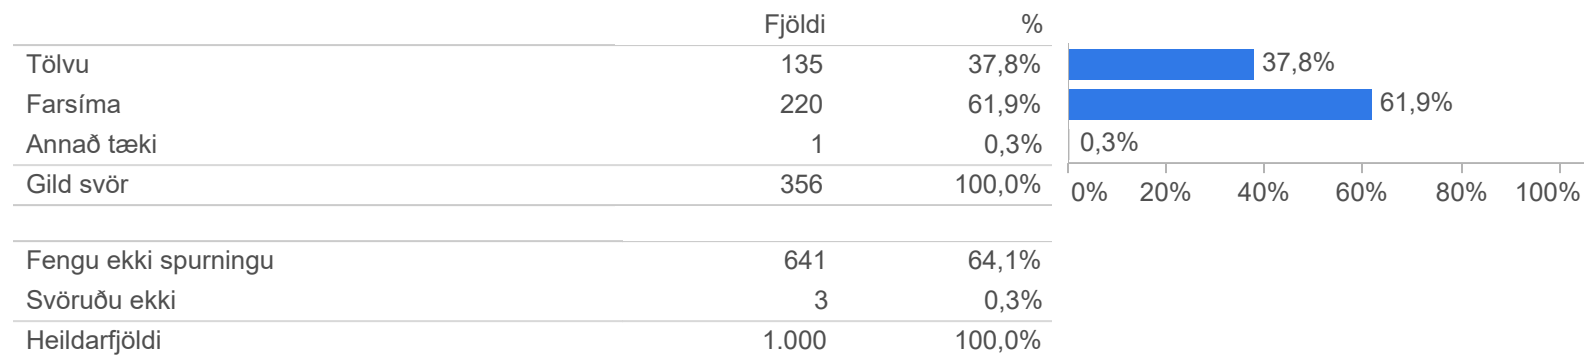 Fjöldi %
Tölvu 135 37,8% 37,8%
Farsíma 220 61,9% 61,9%
Annað tæki 1 0,3% 0,3%
Gild svör 356 100,0%
0% 20% 40% 60% 80% 100%
Fengu ekki spurningu 641 64,1%
Svöruðu ekki 3 0,3%
Heildarfjöldi 1.000 100,0%